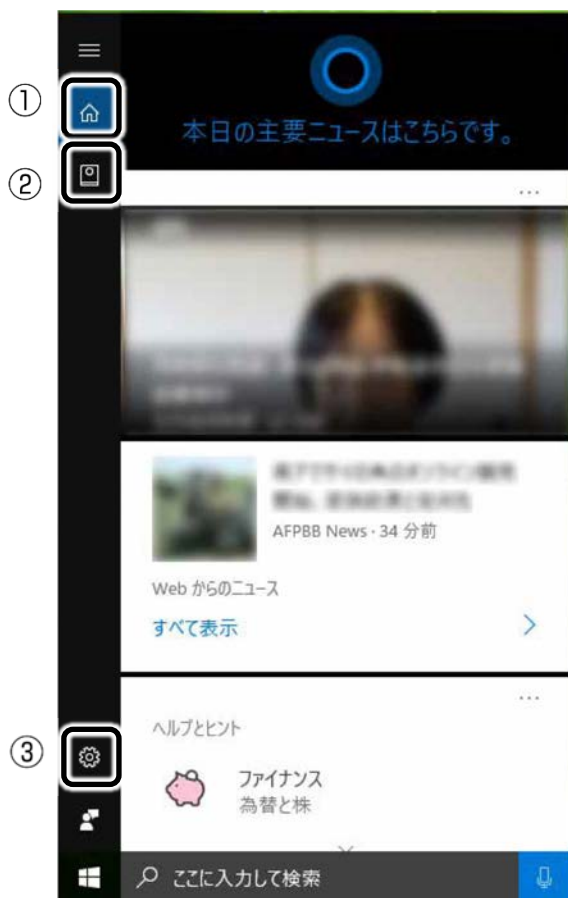 ①
本日の主要ニュースはこちらです。
②
...
AFPBB News・34 分前
Web からのニュース
すべて表示
...
ヘルプとヒント
③
ファイナンス
為替と株
ここに入力して検索